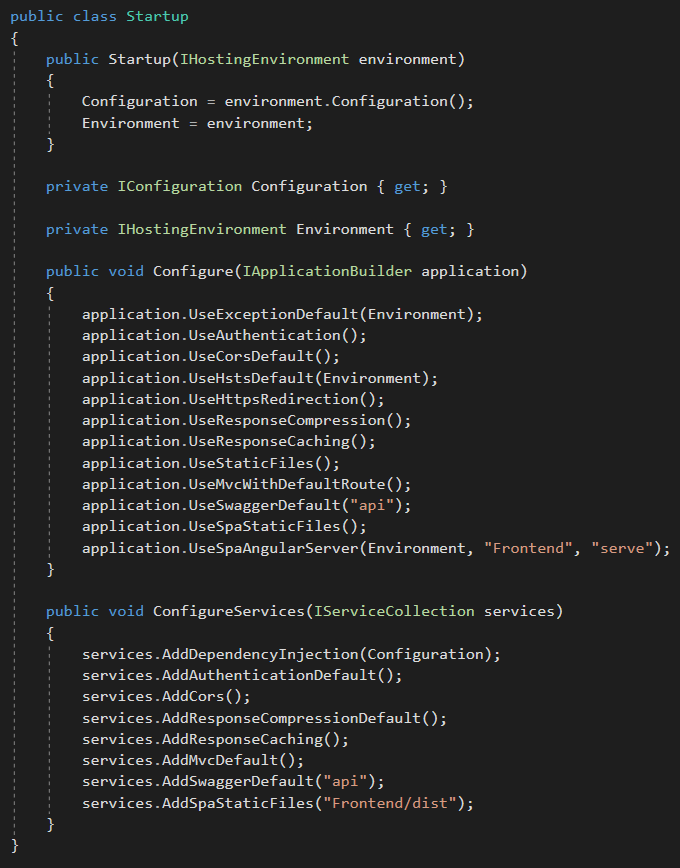 public class Startup
{
    public Startup(IHostingEnvironment environment)
    {
        Configuration = environment.Configuration();
        Environment = environment;
    }

    private IConfiguration Configuration { get; }

    private IHostingEnvironment Environment { get; }

    public void Configure(IApplicationBuilder application)
    {
        application.UseExceptionDefault(Environment);
        application.UseAuthentication();
        application.UseCorsDefault();
        application.UseHstsDefault(Environment);
        application.UseHttpsRedirection();
        application.UseResponseCompression();
        application.UseResponseCaching();
        application.UseStaticFiles();
        application.UseMvcWithDefaultRoute();
        application.UseSwaggerDefault("api");
        application.UseSpaStaticFiles();
        application.UseSpaAngularServer(Environment, "Frontend", "serve");
    }

    public void ConfigureServices(IServiceCollection services)
    {
        services.AddDependencyInjection(Configuration);
        services.AddAuthenticationDefault();
        services.AddCors();
        services.AddResponseCompressionDefault();
        services.AddResponseCaching();
        services.AddMvcDefault();
        services.AddSwaggerDefault("api");
        services.AddSpaStaticFiles("Frontend/dist");
    }
}